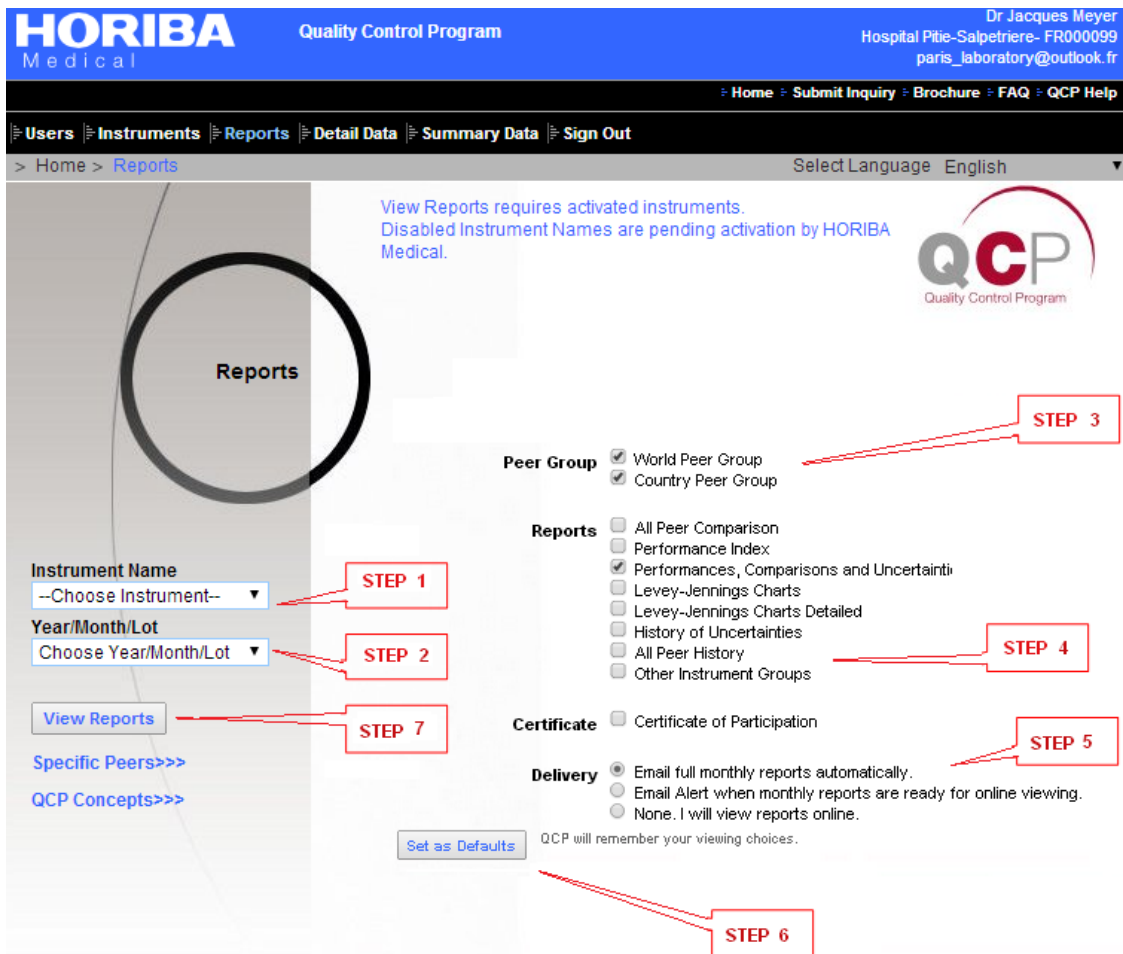 HORIBA
Medical
Quality Control Program
Dr Jacques Meyer
Hospital Pitie-Salpetriere- FR000099
paris_laboratory@outlook.fr
Home Submit Inquiry Brochure FAQ QCP Help
Users Instruments Reports Detail Data Summary Data Sign Out
> Home > Reports
Select Language English
View Reports requires activated instruments.
Disabled Instrument Names are pending activation by HORIBA
Medical.
QCP
Quality Control Program
Reports
STEP 3
Peer Group World Peer Group
Country Peer Group
Reports All Peer Comparison
Performance Index
Performances, Comparisons and Uncertainti
Levey-Jennings Charts
Levey-Jennings Charts Detailed
History of Uncertainties
All Peer History
Other Instrument Groups
STEP 4
Instrument Name
--Choose Instrument--
STEP 1
Year/Month/Lot
Choose Year/Month/Lot
STEP 2
View Reports
STEP 7
Specific Peers>>>
QCP Concepts>>>
Certificate Certificate of Participation
STEP 5
Delivery Email full monthly reports automatically.
Email Alert when monthly reports are ready for online viewing.
None. I will view reports online.
Set as Defaults QCP will remember your viewing choices.
STEP 6